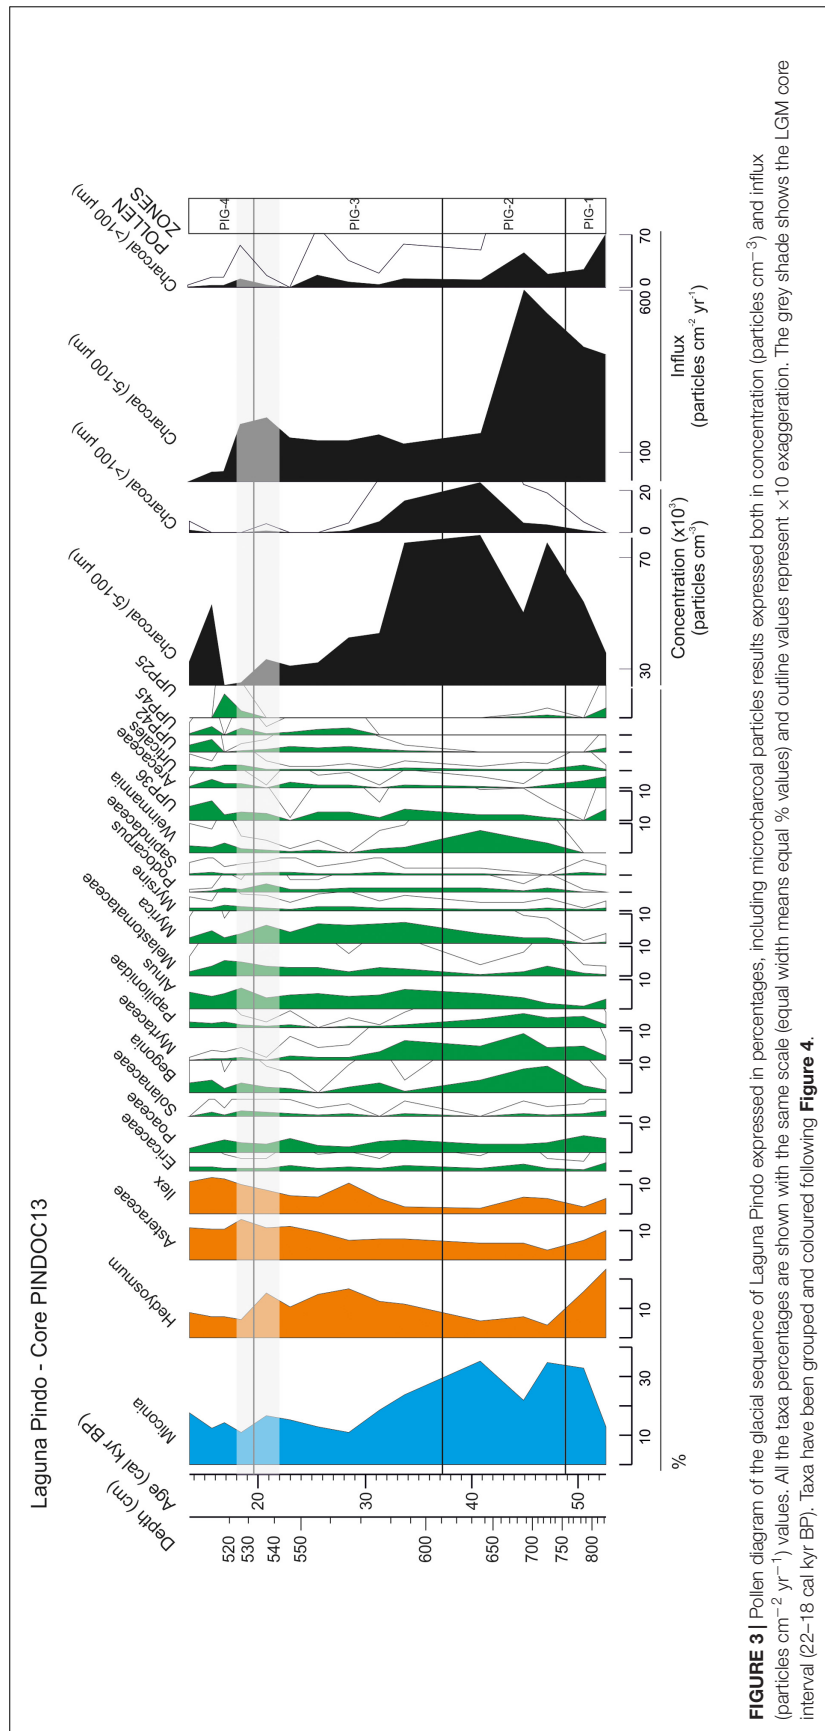 Laguna Pindo - Core PINDOC13
Depth (cm)
Age (cal kyr BP)
Miconia
Hedyosmum
Asteraceae
Ilex
Ericaceae
Poaceae
Solanaceae
Begonia
Myrtaceae
Papilionidae
Alnus
Melastomataceae
Myrica
Myrsine
Podocarpus
Sapindaceae
Weinmannia
UPP36
Arecaceae
Urticales
UPP42
UPP45
UPP25
Charcoal (5-100 µm)
Charcoal (>100 µm)
Charcoal (5-100 µm)
Charcoal (>100 µm)
POLLEN
ZONES
PIG-4
PIG-3
PIG-2
PIG-1
520
530
540
550
600
650
700
750
800
20
30
40
50
10 30
10
10
10
10
10
10
10
10
10
10
10
30 70
0 20
100 600
0 70
%
Concentration (x10³)
(particles cm⁻³)
Influx
(particles cm⁻² yr⁻¹)
FIGURE 3 | Pollen diagram of the glacial sequence of Laguna Pindo expressed in percentages, including microcharcoal particles results expressed both in concentration (particles cm⁻³) and influx
(particles cm⁻² yr⁻¹) values. All the taxa percentages are shown with the same scale (equal width means equal % values) and outline values represent ×10 exaggeration. The grey shade shows the LGM core
interval (22–18 cal kyr BP). Taxa have been grouped and coloured following Figure 4.